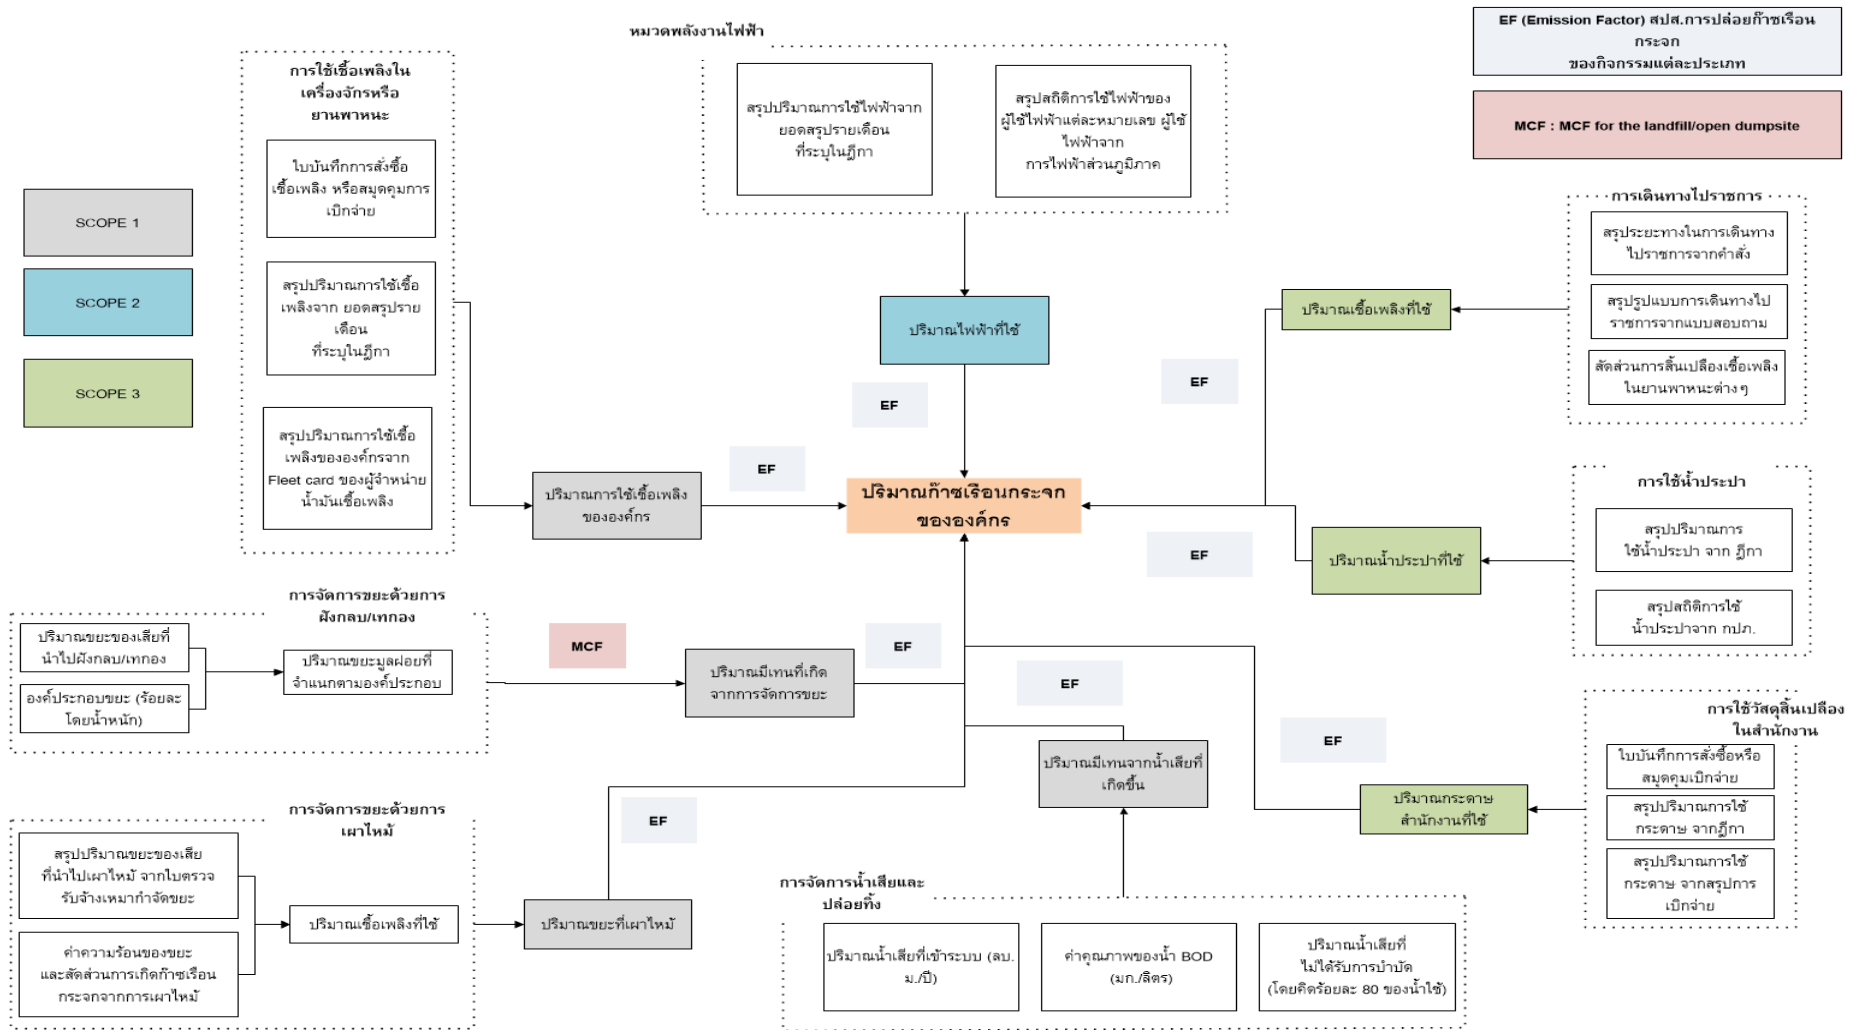 หมวดพลังงานไฟฟ้า
สรุปปริมาณการใช้ไฟฟ้าจาก
ยอดสรุปรายเดือน
ที่ระบุในฎีกา
สรุปสถิติการใช้ไฟฟ้าของ
ผู้ใช้ไฟฟ้าแต่ละหมายเลข ผู้ใช้
ไฟฟ้าจาก
การไฟฟ้าส่วนภูมิภาค
EF (Emission Factor) สปส.การปล่อยก๊าซเรือน
กระจก
ของกิจกรรมแต่ละประเภท
MCF : MCF for the landfill/open dumpsite
SCOPE 1
SCOPE 2
SCOPE 3
การใช้เชื้อเพลิงใน
เครื่องจักรหรือ
ยานพาหนะ
ใบบันทึกการสั่งซื้อ
เชื้อเพลิง หรือสมุดคุมการ
เบิกจ่าย
สรุปปริมาณการใช้เชื้อ
เพลิงจาก ยอดสรุปราย
เดือน
ที่ระบุในฎีกา
สรุปปริมาณการใช้เชื้อ
เพลิงขององค์กรจาก
Fleet card ของผู้จำหน่าย
น้ำมันเชื้อเพลิง
ปริมาณการใช้เชื้อเพลิง
ขององค์กร
EF
ปริมาณไฟฟ้าที่ใช้
EF
ปริมาณก๊าซเรือนกระจก
ขององค์กร
การเดินทางไปราชการ
สรุประยะทางในการเดินทาง
ไปราชการจากคำสั่ง
สรุปรูปแบบการเดินทางไป
ราชการจากแบบสอบถาม
สัดส่วนการสิ้นเปลืองเชื้อเพลิง
ในยานพาหนะต่างๆ
ปริมาณเชื้อเพลิงที่ใช้
EF
การใช้น้ำประปา
สรุปปริมาณการ
ใช้น้ำประปา จาก ฎีกา
สรุปสถิติการใช้
น้ำประปาจาก กปภ.
ปริมาณน้ำประปาที่ใช้
EF
การจัดการขยะด้วยการ
ฝังกลบ/เทกอง
ปริมาณขยะของเสียที่
นำไปฝังกลบ/เทกอง
องค์ประกอบขยะ (ร้อยละ
โดยน้ำหนัก)
ปริมาณขยะมูลฝอยที่
จำแนกตามองค์ประกอบ
MCF
ปริมาณมีเทนที่เกิด
จากการจัดการขยะ
EF
EF
ปริมาณมีเทนจากน้ำเสียที่
เกิดขึ้น
EF
การใช้วัสดุสิ้นเปลือง
ในสำนักงาน
ใบบันทึกการสั่งซื้อหรือ
สมุดคุมเบิกจ่าย
สรุปปริมาณการใช้
กระดาษ จากฎีกา
สรุปปริมาณการใช้
กระดาษ จากสรุปการ
เบิกจ่าย
ปริมาณกระดาษ
สำนักงานที่ใช้
การจัดการขยะด้วยการ
เผาไหม้
สรุปปริมาณขยะของเสีย
ที่นำไปเผาไหม้ จากใบตรวจ
รับจ้างเหมากำจัดขยะ
ค่าความร้อนของขยะ
และสัดส่วนการเกิดก๊าซเรือน
กระจกจากการเผาไหม้
ปริมาณเชื้อเพลิงที่ใช้
ปริมาณขยะที่เผาไหม้
EF
การจัดการน้ำเสียและ
ปล่อยทิ้ง
ปริมาณน้ำเสียที่เข้าระบบ (ลบ.
ม./ปี)
ค่าคุณภาพของน้ำ BOD
(มก./ลิตร)
ปริมาณน้ำเสียที่
ไม่ได้รับการบำบัด
(โดยคิดร้อยละ 80 ของน้ำใช้)